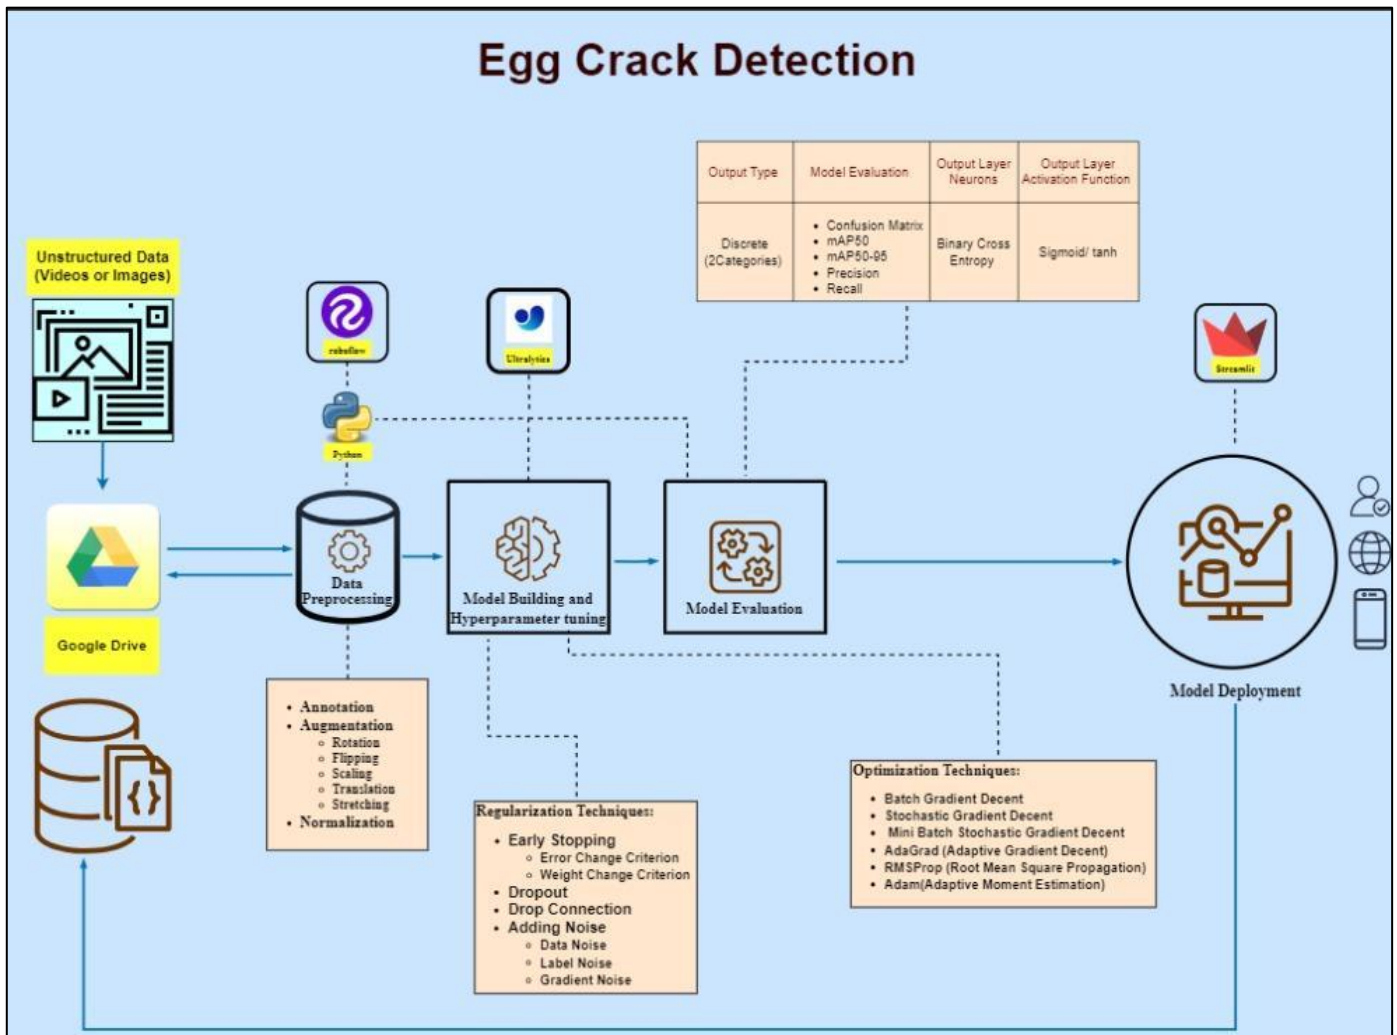 Egg Crack Detection
Output Type
Model Evaluation
Output Layer
Neurons
Output Layer
Activation Function
Discrete
(2Categories)
• Confusion Matrix
• mAP50
• mAP50-95
• Precision
• Recall
Binary Cross
Entropy
Sigmoid/ tanh
Unstructured Data
(Videos or Images)
roboflow
Ultralytics
Streamlit
Python
Google Drive
Data
Preprocessing
Model Building and
Hyperparameter tuning
Model Evaluation
Model Deployment
• Annotation
• Augmentation
○ Rotation
○ Flipping
○ Scaling
○ Translation
○ Stretching
• Normalization
Regularization Techniques:
• Early Stopping
○ Error Change Criterion
○ Weight Change Criterion
• Dropout
• Drop Connection
• Adding Noise
○ Data Noise
○ Label Noise
○ Gradient Noise
Optimization Techniques:
• Batch Gradient Decent
• Stochastic Gradient Decent
• Mini Batch Stochastic Gradient Decent
• AdaGrad (Adaptive Gradient Decent)
• RMSProp (Root Mean Square Propagation)
• Adam(Adaptive Moment Estimation)